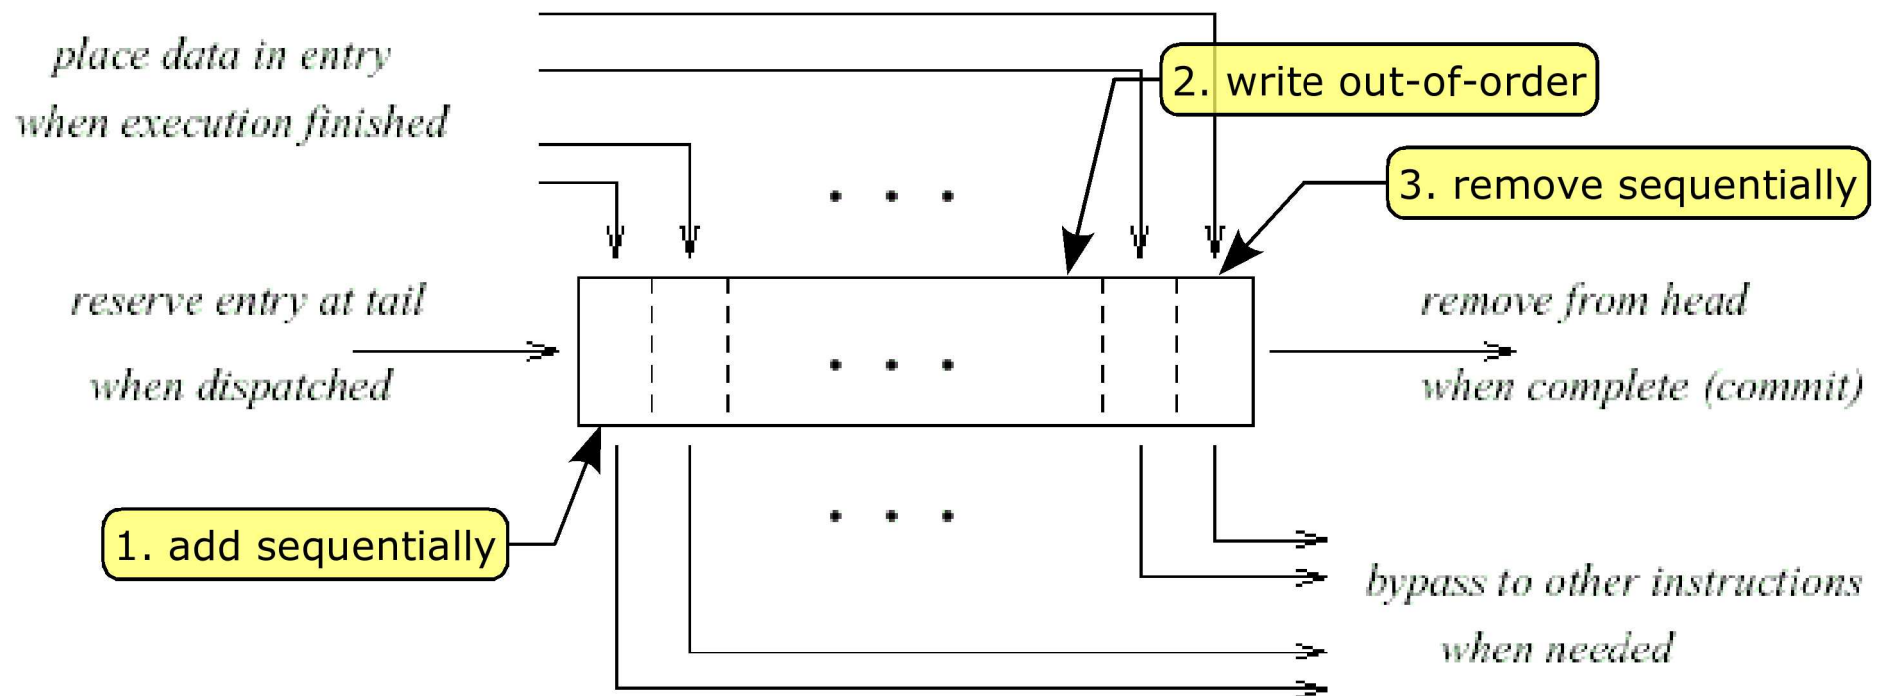 place data in entry
when execution finished
2. write out-of-order
3. remove sequentially
reserve entry at tail
when dispatched
remove from head
when complete (commit)
1. add sequentially
bypass to other instructions
when needed